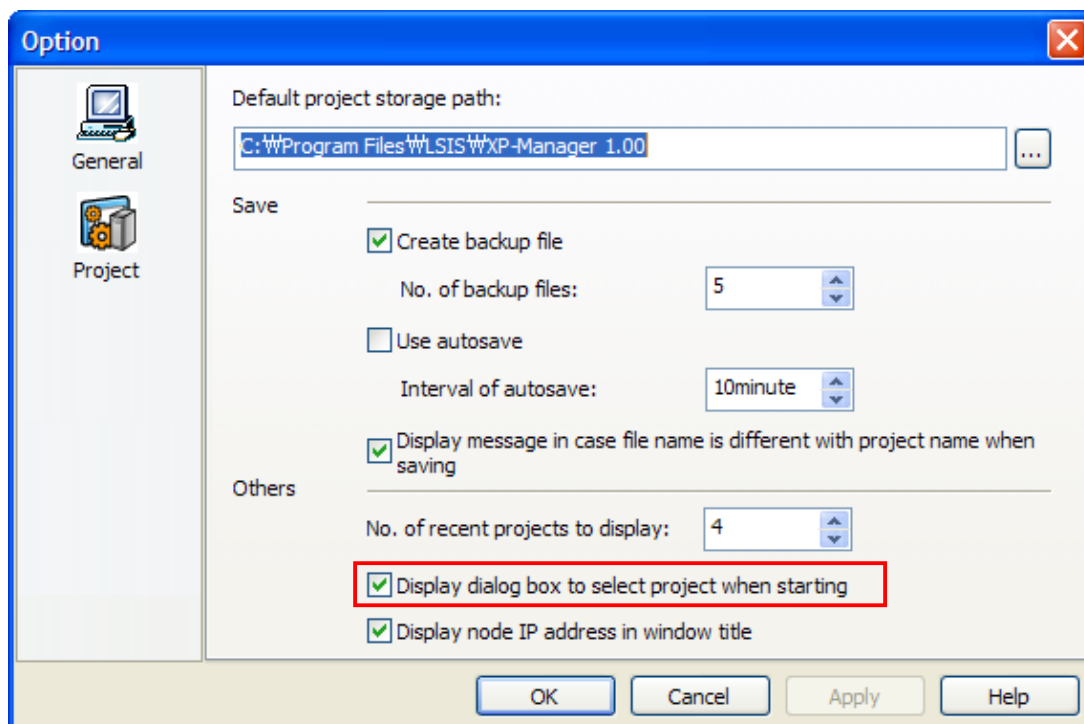 Option
General
Project
Default project storage path:
C:₩Program Files₩LSIS₩XP-Manager 1.00
...
Save
Create backup file
No. of backup files:
5
Use autosave
Interval of autosave:
10minute
Display message in case file name is different with project name when
saving
Others
No. of recent projects to display:
4
Display dialog box to select project when starting
Display node IP address in window title
OK
Cancel
Apply
Help